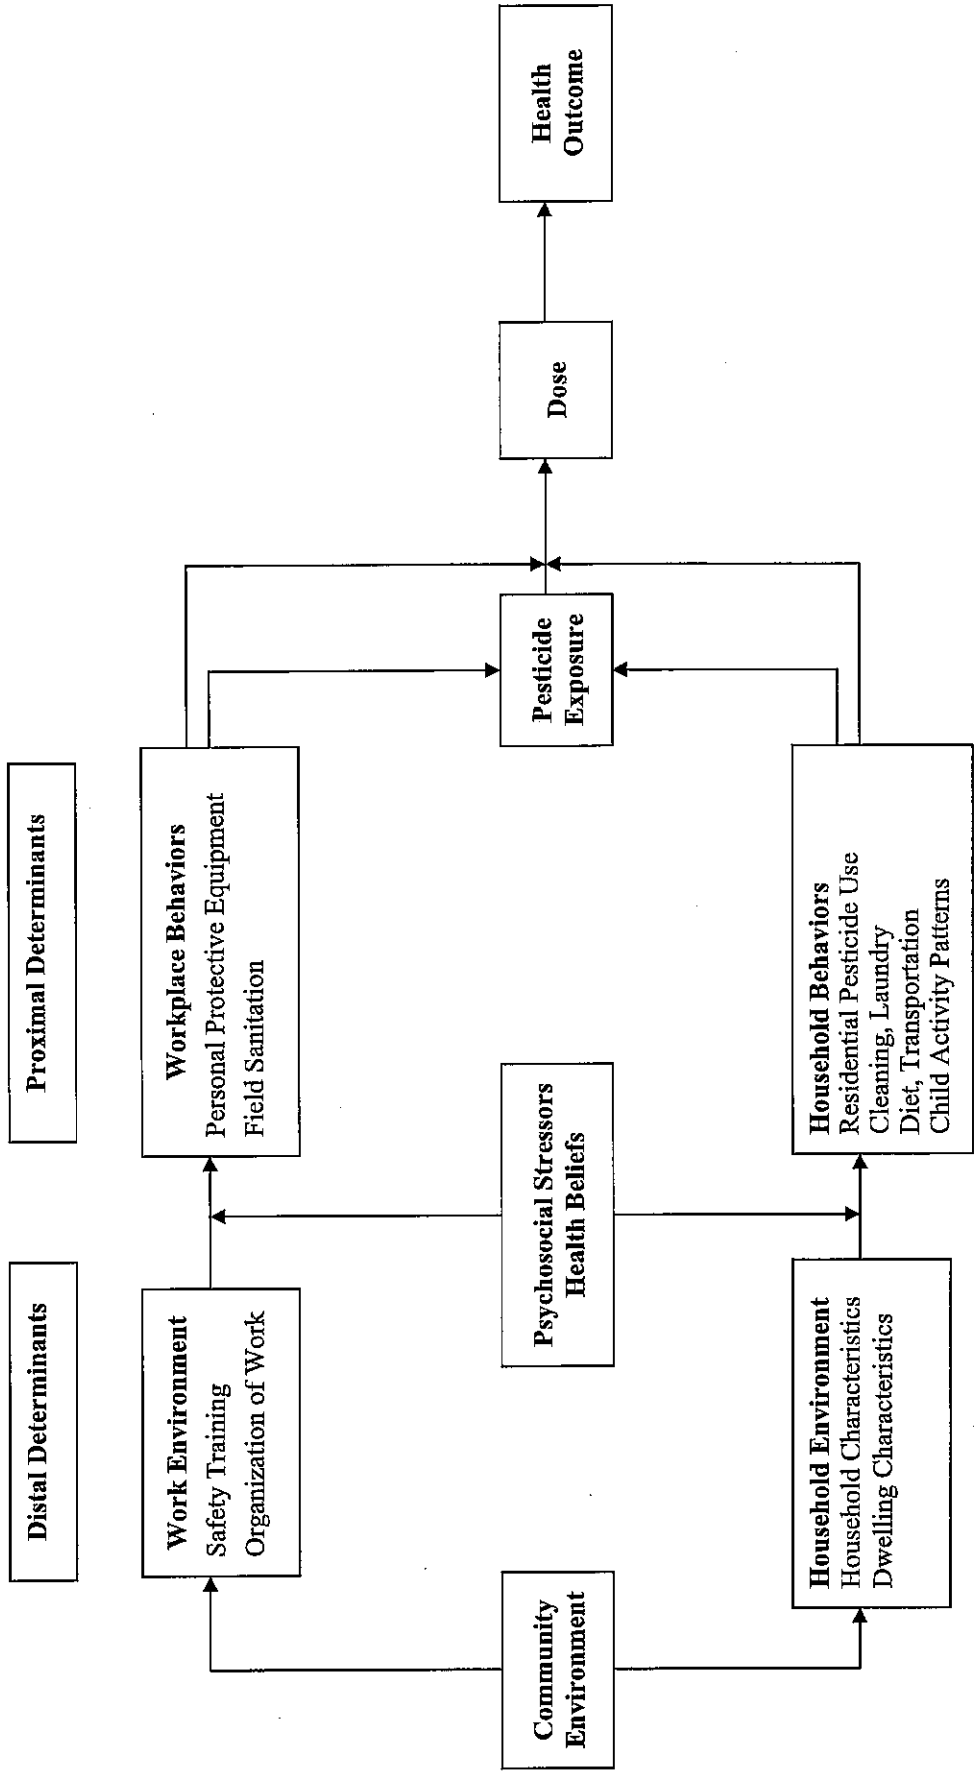 Distal Determinants
Proximal Determinants
Work Environment
Safety Training
Organization of Work
Workplace Behaviors
Personal Protective Equipment
Field Sanitation
Community
Environment
Psychosocial Stressors
Health Beliefs
Pesticide
Exposure
Dose
Health
Outcome
Household Environment
Household Characteristics
Dwelling Characteristics
Household Behaviors
Residential Pesticide Use
Cleaning, Laundry
Diet, Transportation
Child Activity Patterns